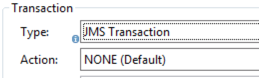 Transaction
Type: JMS Transaction
Action: NONE (Default)